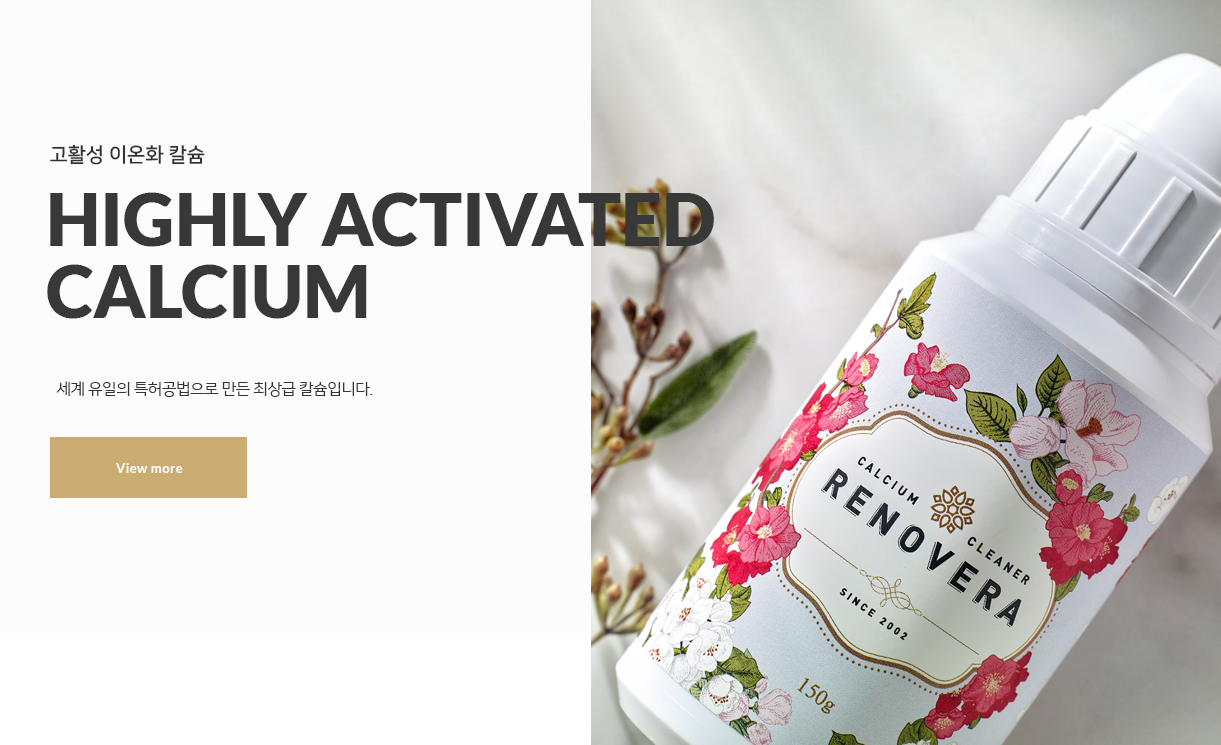 고활성 이온화 칼슘
HIGHLY ACTIVATED
CALCIUM
세계 유일의 특허공법으로 만든 최상급 칼슘입니다.
View more
CALCIUM CLEANER
RENOVERA
SINCE 2002
150g